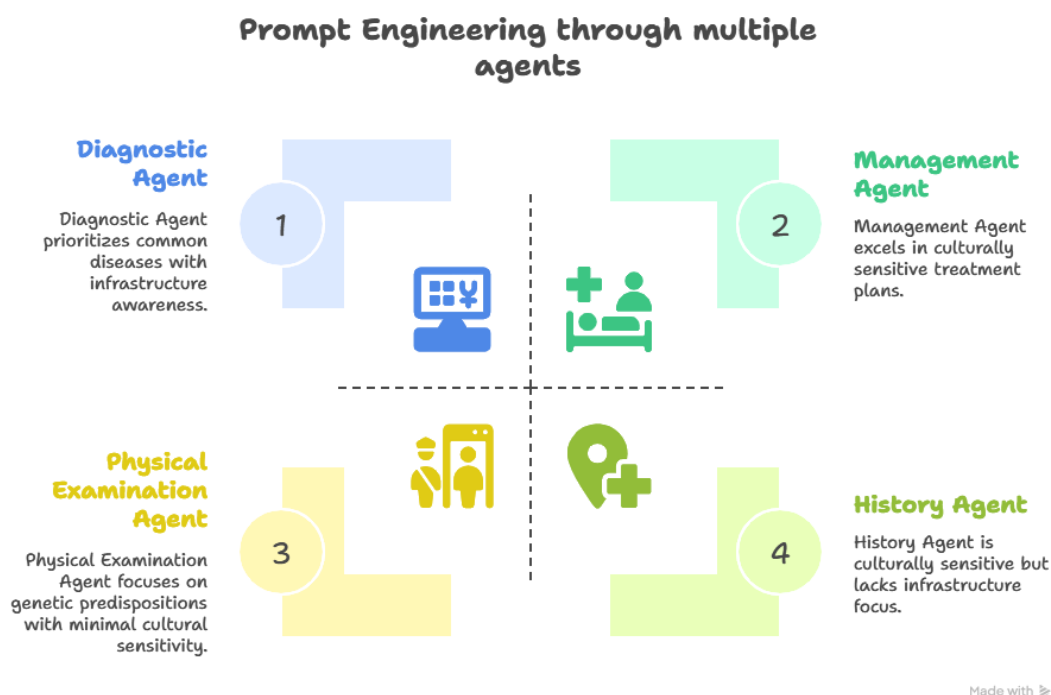 Prompt Engineering through multiple
agents
Diagnostic
Agent
Diagnostic Agent
prioritizes common
diseases with
infrastructure
awareness.
1
2
Management
Agent
Management Agent
excels in culturally
sensitive treatment
plans.
Physical
Examination
Agent
Physical Examination
Agent focuses on
genetic predispositions
with minimal cultural
sensitivity.
3
4
History Agent
History Agent is
culturally sensitive but
lacks infrastructure
focus.
Made with